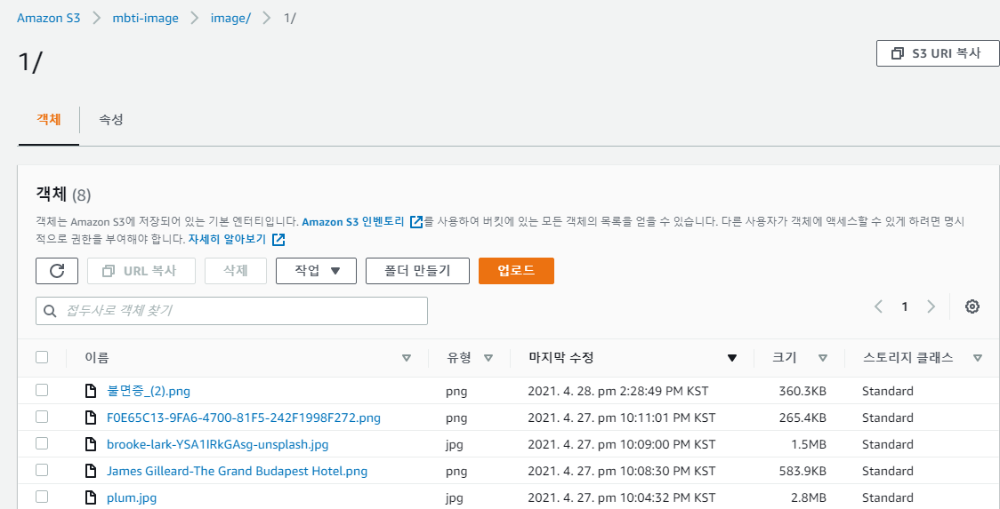 Amazon S3 > mbti-image > image/ > 1/
1/
S3 URI 복사
객체 속성
객체 (8)
객체는 Amazon S3에 저장되어 있는 기본 엔터티입니다. Amazon S3 인벤토리 를 사용하여 버킷에 있는 모든 객체의 목록을 얻을 수 있습니다. 다른 사용자가 객체에 액세스할 수 있게 하려면 명시
적으로 권한을 부여해야 합니다. 자세히 알아보기
URL 복사 삭제 작업 폴더 만들기 업로드
접두사로 객체 찾기
1
이름 유형 마지막 수정 크기 스토리지 클래스
불면증_(2).png png 2021. 4. 28. pm 2:28:49 PM KST 360.3KB Standard
F0E65C13-9FA6-4700-81F5-242F1998F272.png png 2021. 4. 27. pm 10:11:01 PM KST 265.4KB Standard
brooke-lark-YSA1IRkGAsg-unsplash.jpg jpg 2021. 4. 27. pm 10:09:00 PM KST 1.5MB Standard
James Gilleard-The Grand Budapest Hotel.png png 2021. 4. 27. pm 10:08:30 PM KST 583.9KB Standard
plum.jpg jpg 2021. 4. 27. pm 10:04:32 PM KST 2.8MB Standard